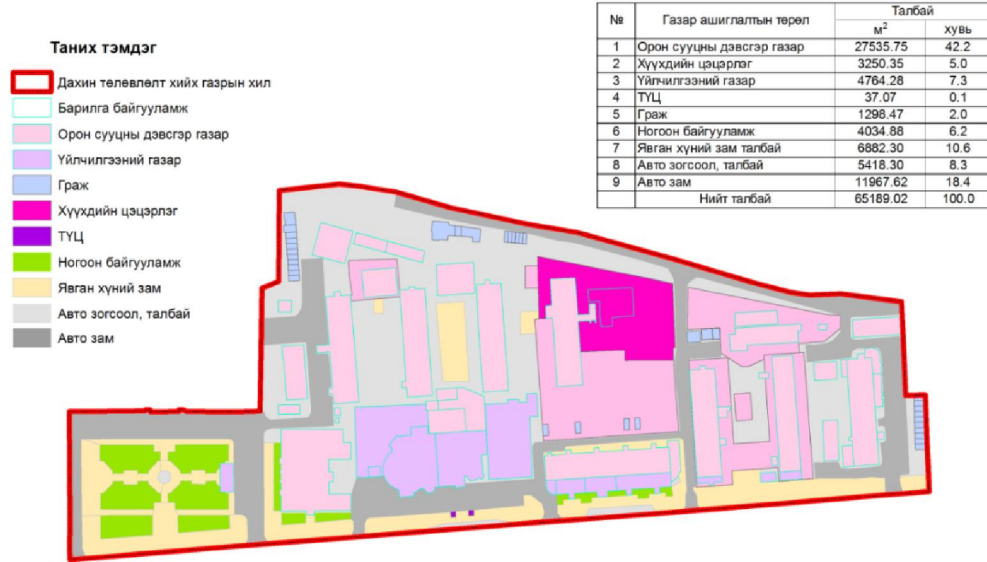 Таних тэмдэг
Дахин төлөвлөлт хийх газрын хил
Барилга байгууламж
Орон сууцны дэвсгэр газар
Үйлчилгээний газар
Граж
Хүүхдийн цэцэрлэг
ТҮЦ
Ногоон байгууламж
Явган хүний зам
Авто зогсоол, талбай
Авто зам
№ Газар ашиглалтын төрөл Талбай
м² хувь
1 Орон сууцны дэвсгэр газар 27535.75 42.2
2 Хүүхдийн цэцэрлэг 3250.35 5.0
3 Үйлчилгээний газар 4764.28 7.3
4 ТҮЦ 37.07 0.1
5 Граж 1298.47 2.0
6 Ногоон байгууламж 4034.88 6.2
7 Явган хүний зам талбай 6882.30 10.6
8 Авто зогсоол, талбай 5418.30 8.3
9 Авто зам 11967.62 18.4
Нийт талбай 65189.02 100.0